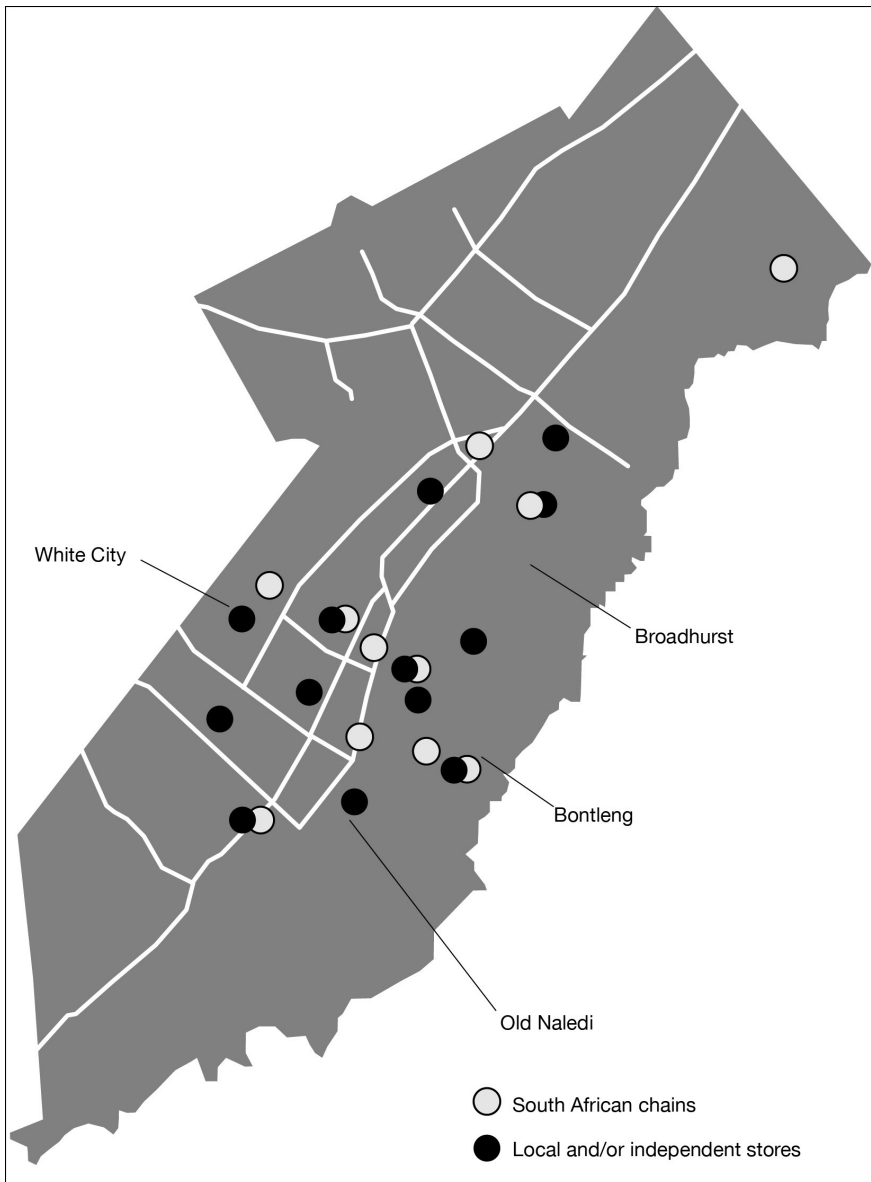 White City
Broadhurst
Bontleng
Old Naledi
South African chains
Local and/or independent stores